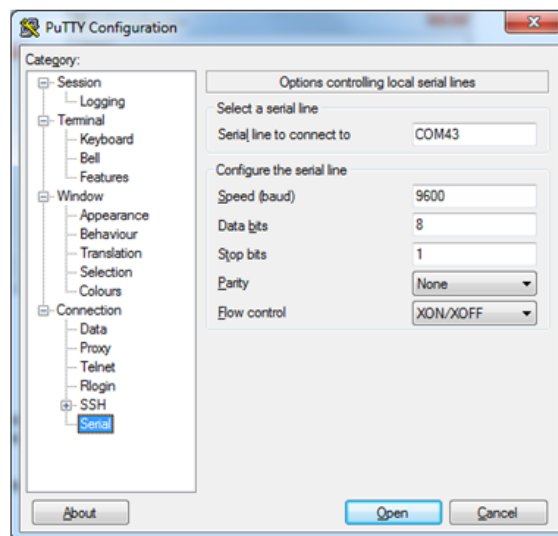 PuTTY Configuration
Category:
Session
Logging
Terminal
Keyboard
Bell
Features
Window
Appearance
Behaviour
Translation
Selection
Colours
Connection
Data
Proxy
Telnet
Rlogin
SSH
Serial
Options controlling local serial lines
Select a serial line
Serial line to connect to COM43
Configure the serial line
Speed (baud) 9600
Data bits 8
Stop bits 1
Parity None
Flow control XON/XOFF
About Open Cancel